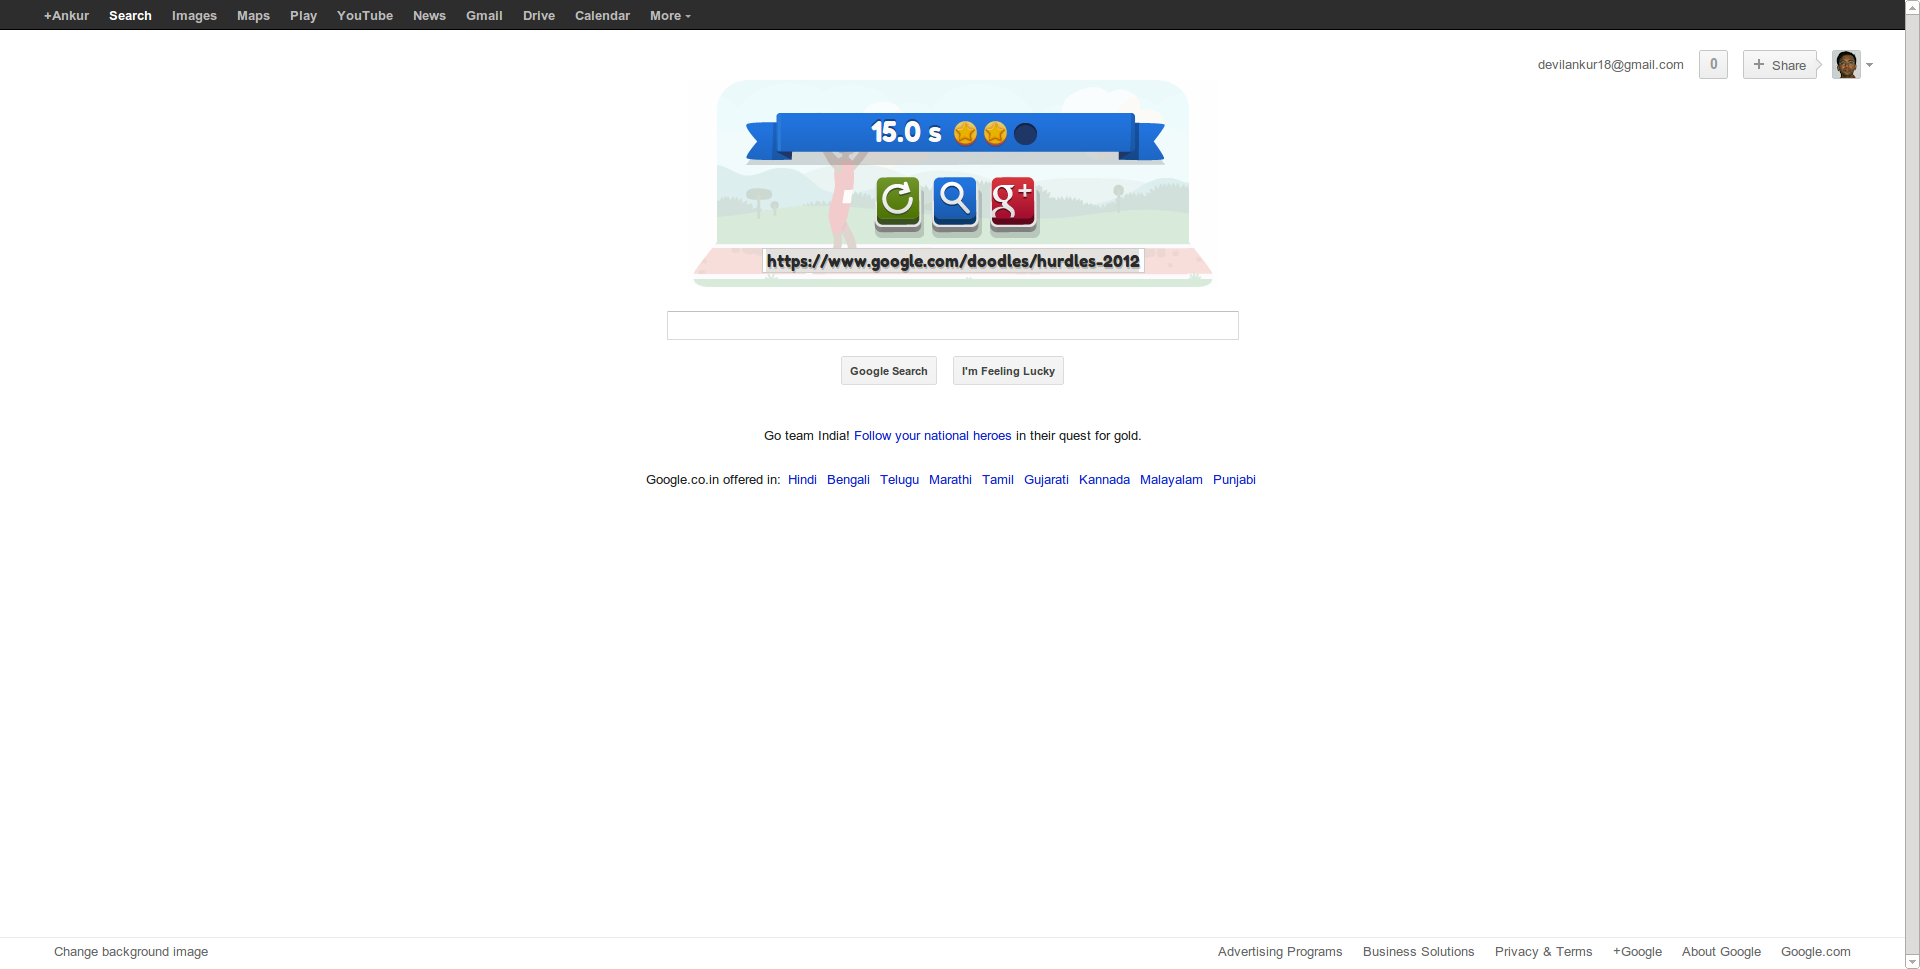 +Ankur Search Images Maps Play YouTube News Gmail Drive Calendar More
devilankur18@gmail.com 0 + Share
15.0 s
g+
https://www.google.com/doodles/hurdles-2012
Google Search I'm Feeling Lucky
Go team India! Follow your national heroes in their quest for gold.
Google.co.in offered in: Hindi Bengali Telugu Marathi Tamil Gujarati Kannada Malayalam Punjabi
Change background image Advertising Programs Business Solutions Privacy & Terms +Google About Google Google.com